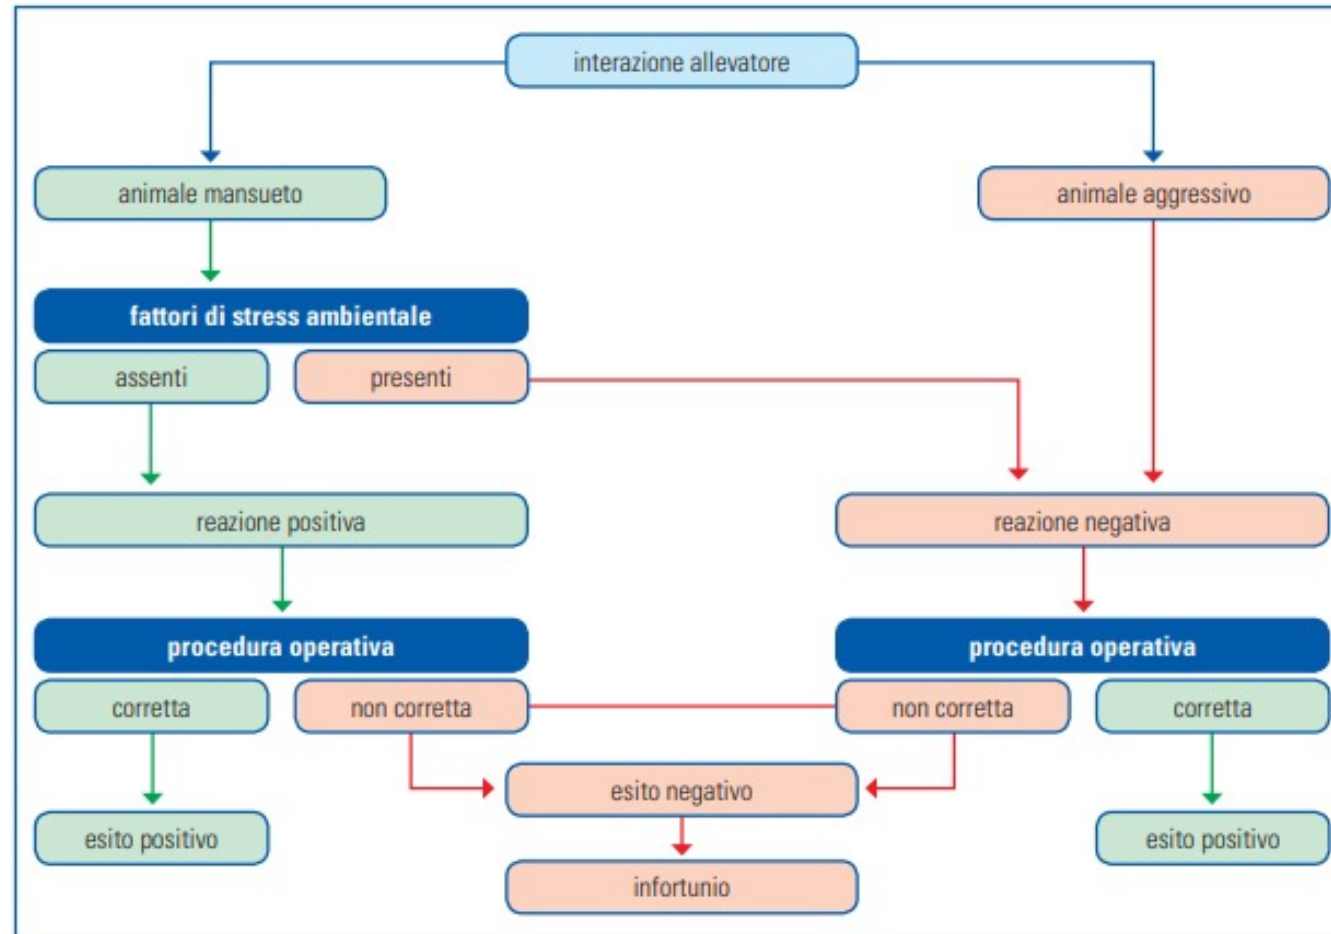 interazione allevatore
animale mansueto
animale aggressivo
fattori di stress ambientale
assenti
presenti
reazione positiva
reazione negativa
procedura operativa
procedura operativa
corretta
non corretta
non corretta
corretta
esito negativo
esito positivo
esito positivo
infortunio